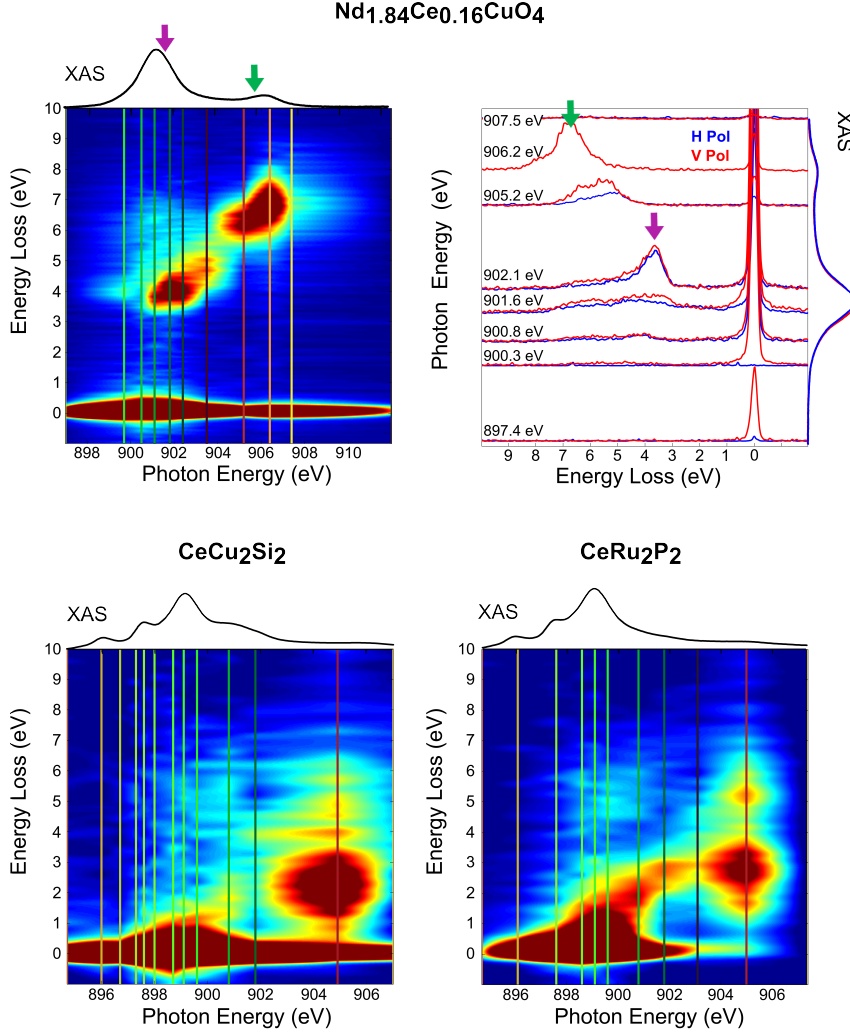 Nd1.84Ce0.16CuO4
XAS
10
9
8
7
6
5
4
3
2
1
0
Energy Loss (eV)
898 900 902 904 906 908 910
Photon Energy (eV)
907.5 eV
906.2 eV
905.2 eV
902.1 eV
901.6 eV
900.8 eV
900.3 eV
897.4 eV
H Pol
V Pol
XAS
Photon Energy (eV)
9 8 7 6 5 4 3 2 1 0
Energy Loss (eV)
CeCu2Si2
XAS
10
9
8
7
6
5
4
3
2
1
0
Energy Loss (eV)
896 898 900 902 904 906
Photon Energy (eV)
CeRu2P2
XAS
10
9
8
7
6
5
4
3
2
1
0
Energy Loss (eV)
896 898 900 902 904 906
Photon Energy (eV)